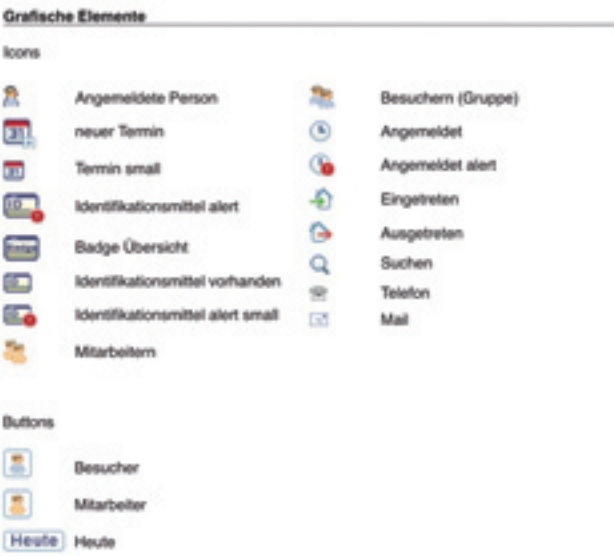 Grafische Elemente
Icons
Angemeldete Person
neuer Termin
Termin small
Identifikationsmittel alert
Badge Übersicht
Identifikationsmittel vorhanden
Identifikationsmittel alert small
Mitarbeitern
Besuchern (Gruppe)
Angemeldet
Angemeldet alert
Eingetreten
Ausgetreten
Suchen
Telefon
Mail
Buttons
Besucher
Mitarbeiter
Heute Heute